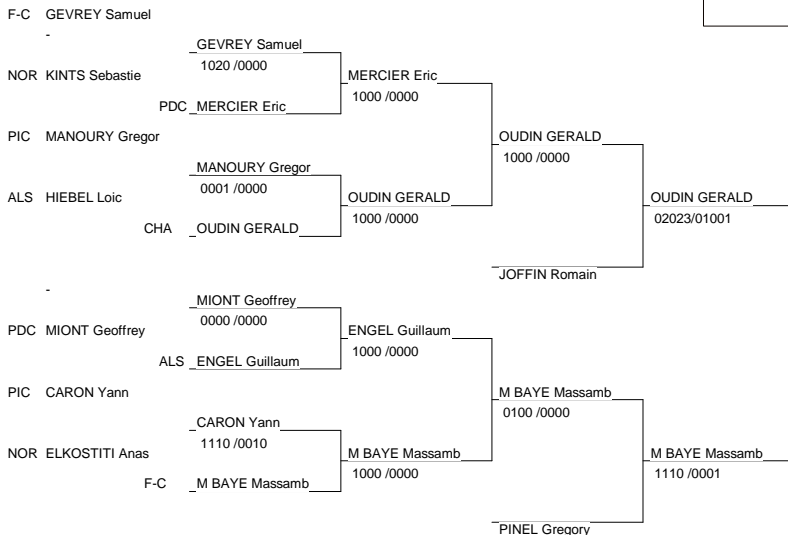 F-C GEVREY Samuel
-
GEVREY Samuel
1020 /0000
NOR KINTS Sebastie
MERCIER Eric
1000 /0000
PDC MERCIER Eric
PIC MANOURY Gregor
OUDIN GERALD
1000 /0000
MANOURY Gregor
0001 /0000
ALS HIEBEL Loic
OUDIN GERALD
1000 /0000
OUDIN GERALD
02023/01001
CHA OUDIN GERALD
JOFFIN Romain
-
MIONT Geoffrey
0000 /0000
PDC MIONT Geoffrey
ENGEL Guillaum
1000 /0000
ALS ENGEL Guillaum
PIC CARON Yann
M BAYE Massamb
0100 /0000
CARON Yann
1110 /0010
NOR ELKOSTITI Anas
M BAYE Massamb
1000 /0000
M BAYE Massamb
1110 /0001
F-C M BAYE Massamb
PINEL Gregory